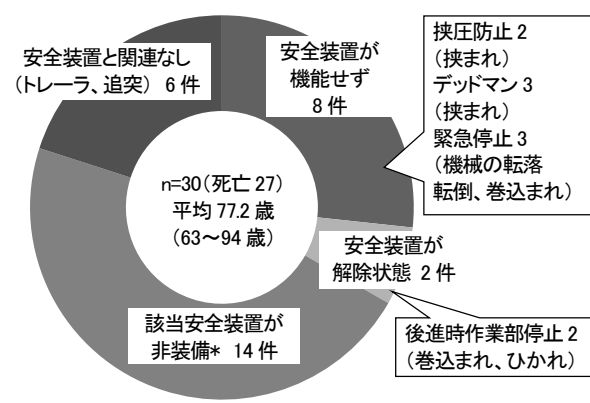 安全装置と関連なし
（トレーラ、追突） 6 件
安全装置が
機能せず
8 件
挟圧防止 2
（挟まれ）
デッドマン 3
（挟まれ）
緊急停止 3
（機械の転落
転倒、巻込まれ）
n=30（死亡 27）
平均 77.2 歳
（63～94 歳）
安全装置が
解除状態 2 件
該当安全装置が
非装備* 14 件
後進時作業部停止 2
（巻込まれ、ひかれ）